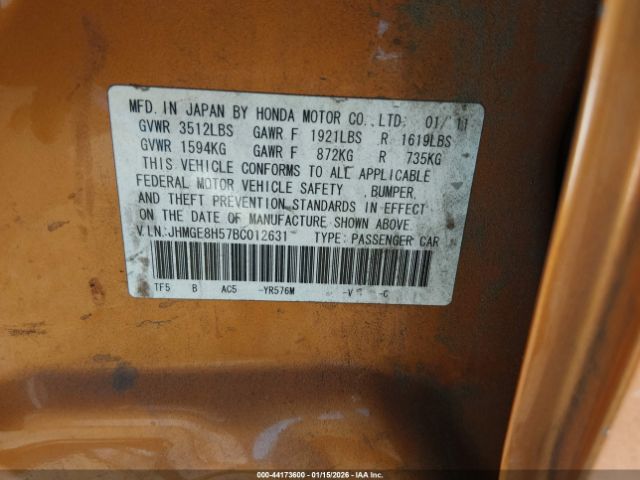 MFD. IN JAPAN BY HONDA MOTOR CO., LTD. 01/11
GVWR 3512LBS GAWR F 1921LBS R 1619LBS
GVWR 1594KG GAWR F 872KG R 735KG
THIS VEHICLE CONFORMS TO ALL APPLICABLE
FEDERAL MOTOR VEHICLE SAFETY , BUMPER,
AND THEFT PREVENTION STANDARDS IN EFFECT
ON THE DATE OF MANUFACTURE SHOWN ABOVE.
V.I.N.:JHMGE8H57BC012631 TYPE: PASSENGER CAR
TF5 B AC5 -YR576M -V -C
000-44173600 - 01/15/2026 - IAA Inc.